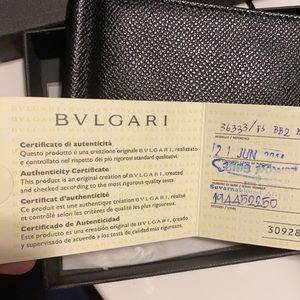 BVLGARI
Certificato di autenticità
Questo prodotto è una creazione originale BVLGARI, realizzato
e controllato nel rispetto dei più rigorosi standard qualitativi.
Authenticity Certificate
This product is an original creation of BVLGARI, created
and checked according to the most rigorous quality tests.
Certificat d'authenticité
Ce produit est une authentique création BVLGARI, réalisé et contrôlé
selon les critères de qualité les plus rigoureux.
Certificado de Autenticidad
Este producto es una creación original de BVLGARI, creado
y supervisado de acuerdo a los tests de calidad más rigurosos.
36333/
21 JUN
Suvarnabhumi
194452250
30928